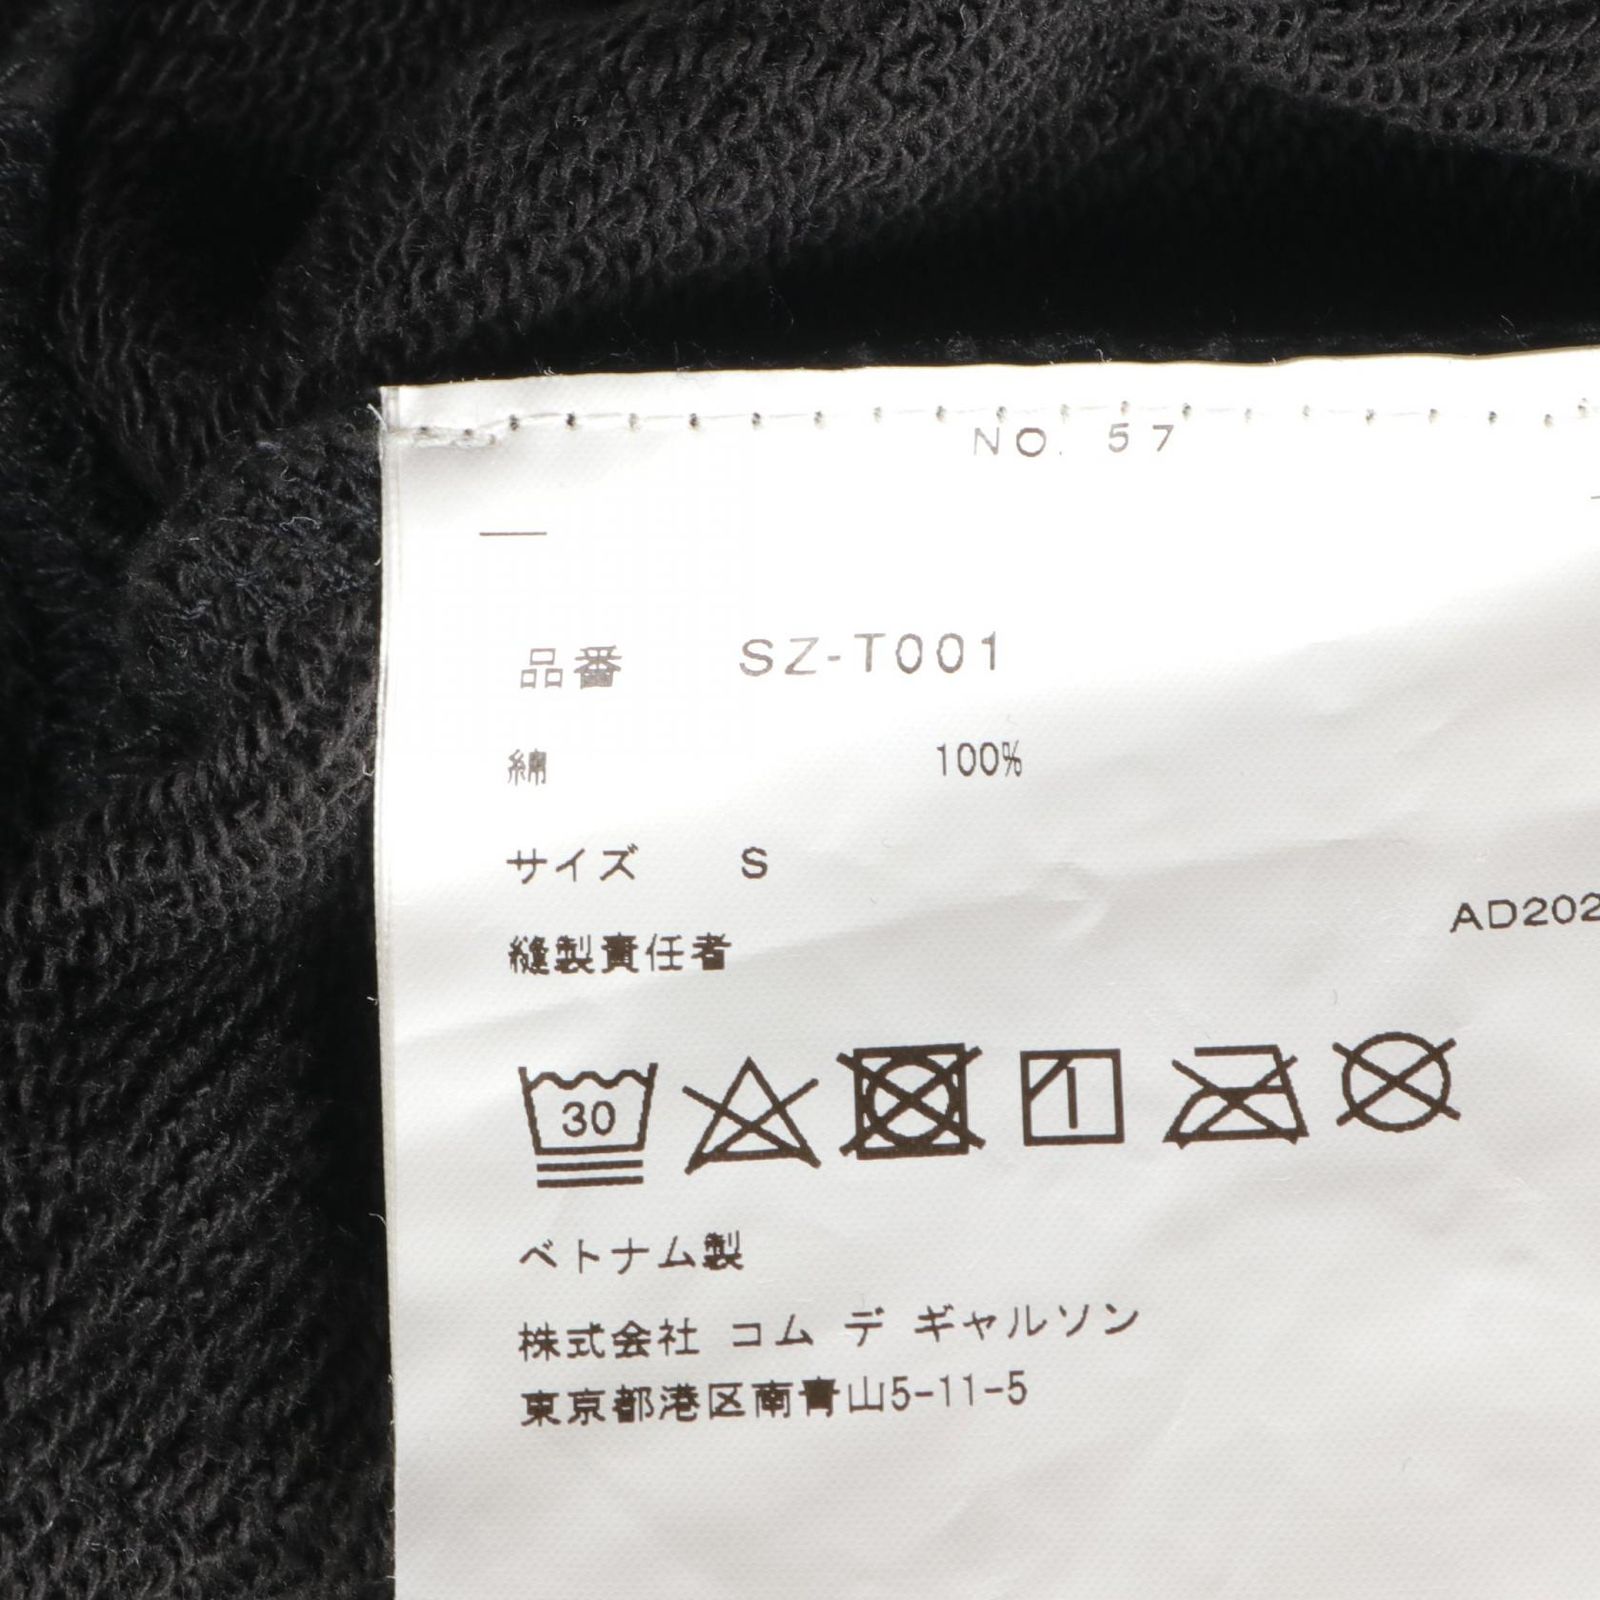 NO. 57
品番 SZ-T001
綿 100%
サイズ S
AD202
縫製責任者
30
ベトナム製
株式会社 コム デ ギャルソン
東京都港区南青山5-11-5